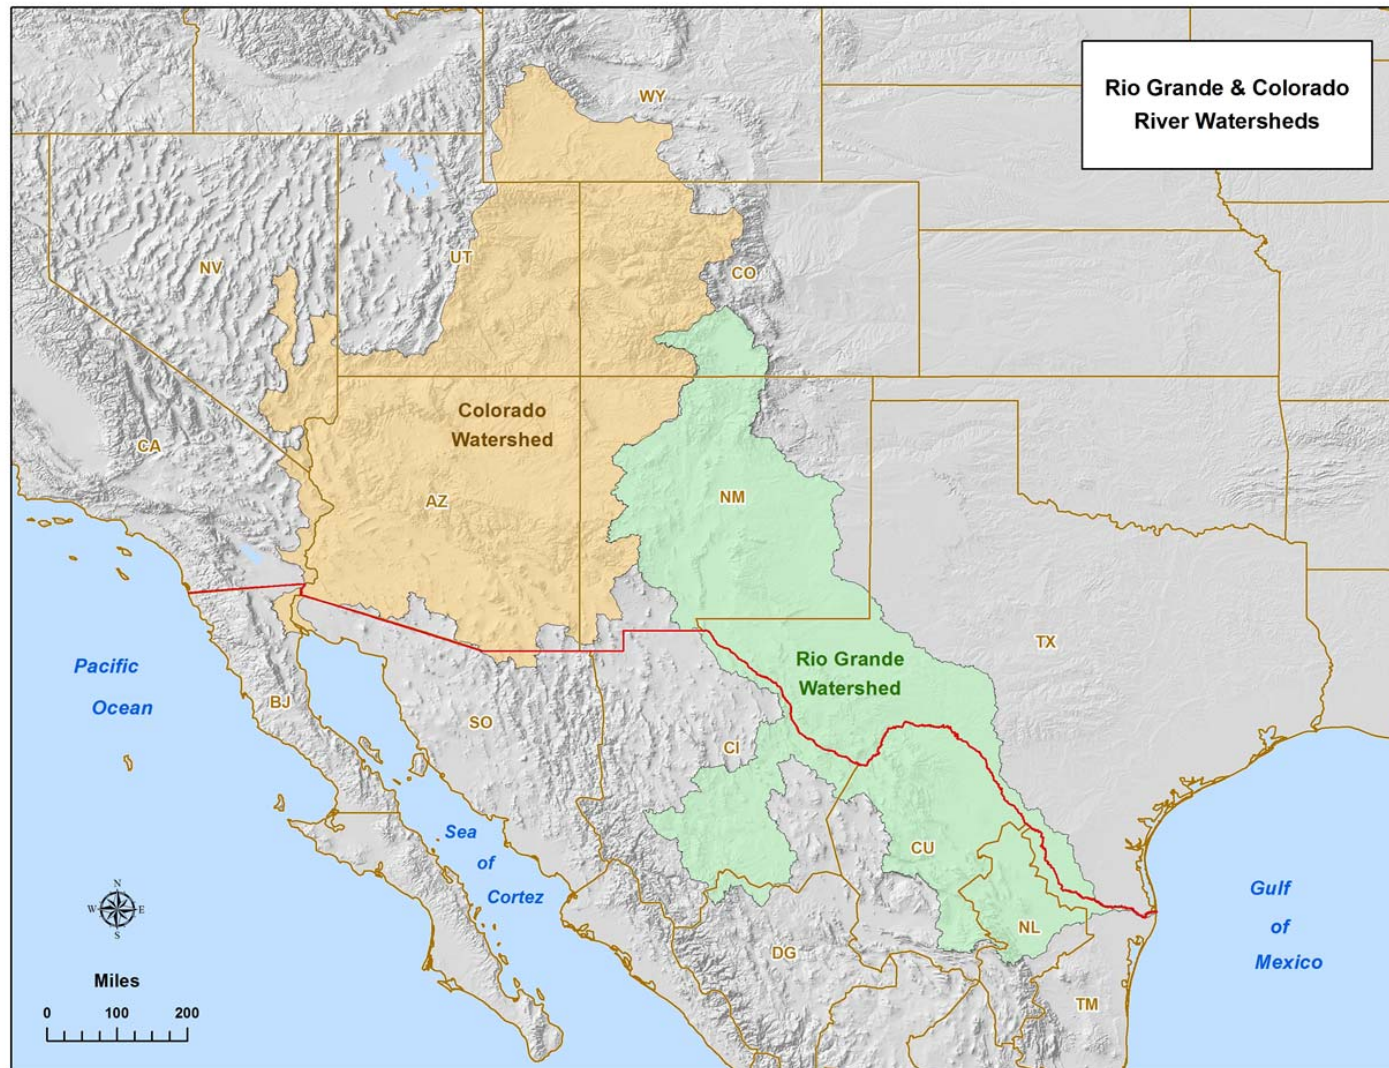 Rio Grande & Colorado
River Watersheds
WY
UT
CO
NV
Colorado
Watershed
CA
AZ
NM
TX
Rio Grande
Watershed
Pacific
Ocean
BJ
SO
CI
Sea
of
Cortez
CU
NL
DG
TM
Gulf
of
Mexico
N
W
E
S
Miles
0 100 200